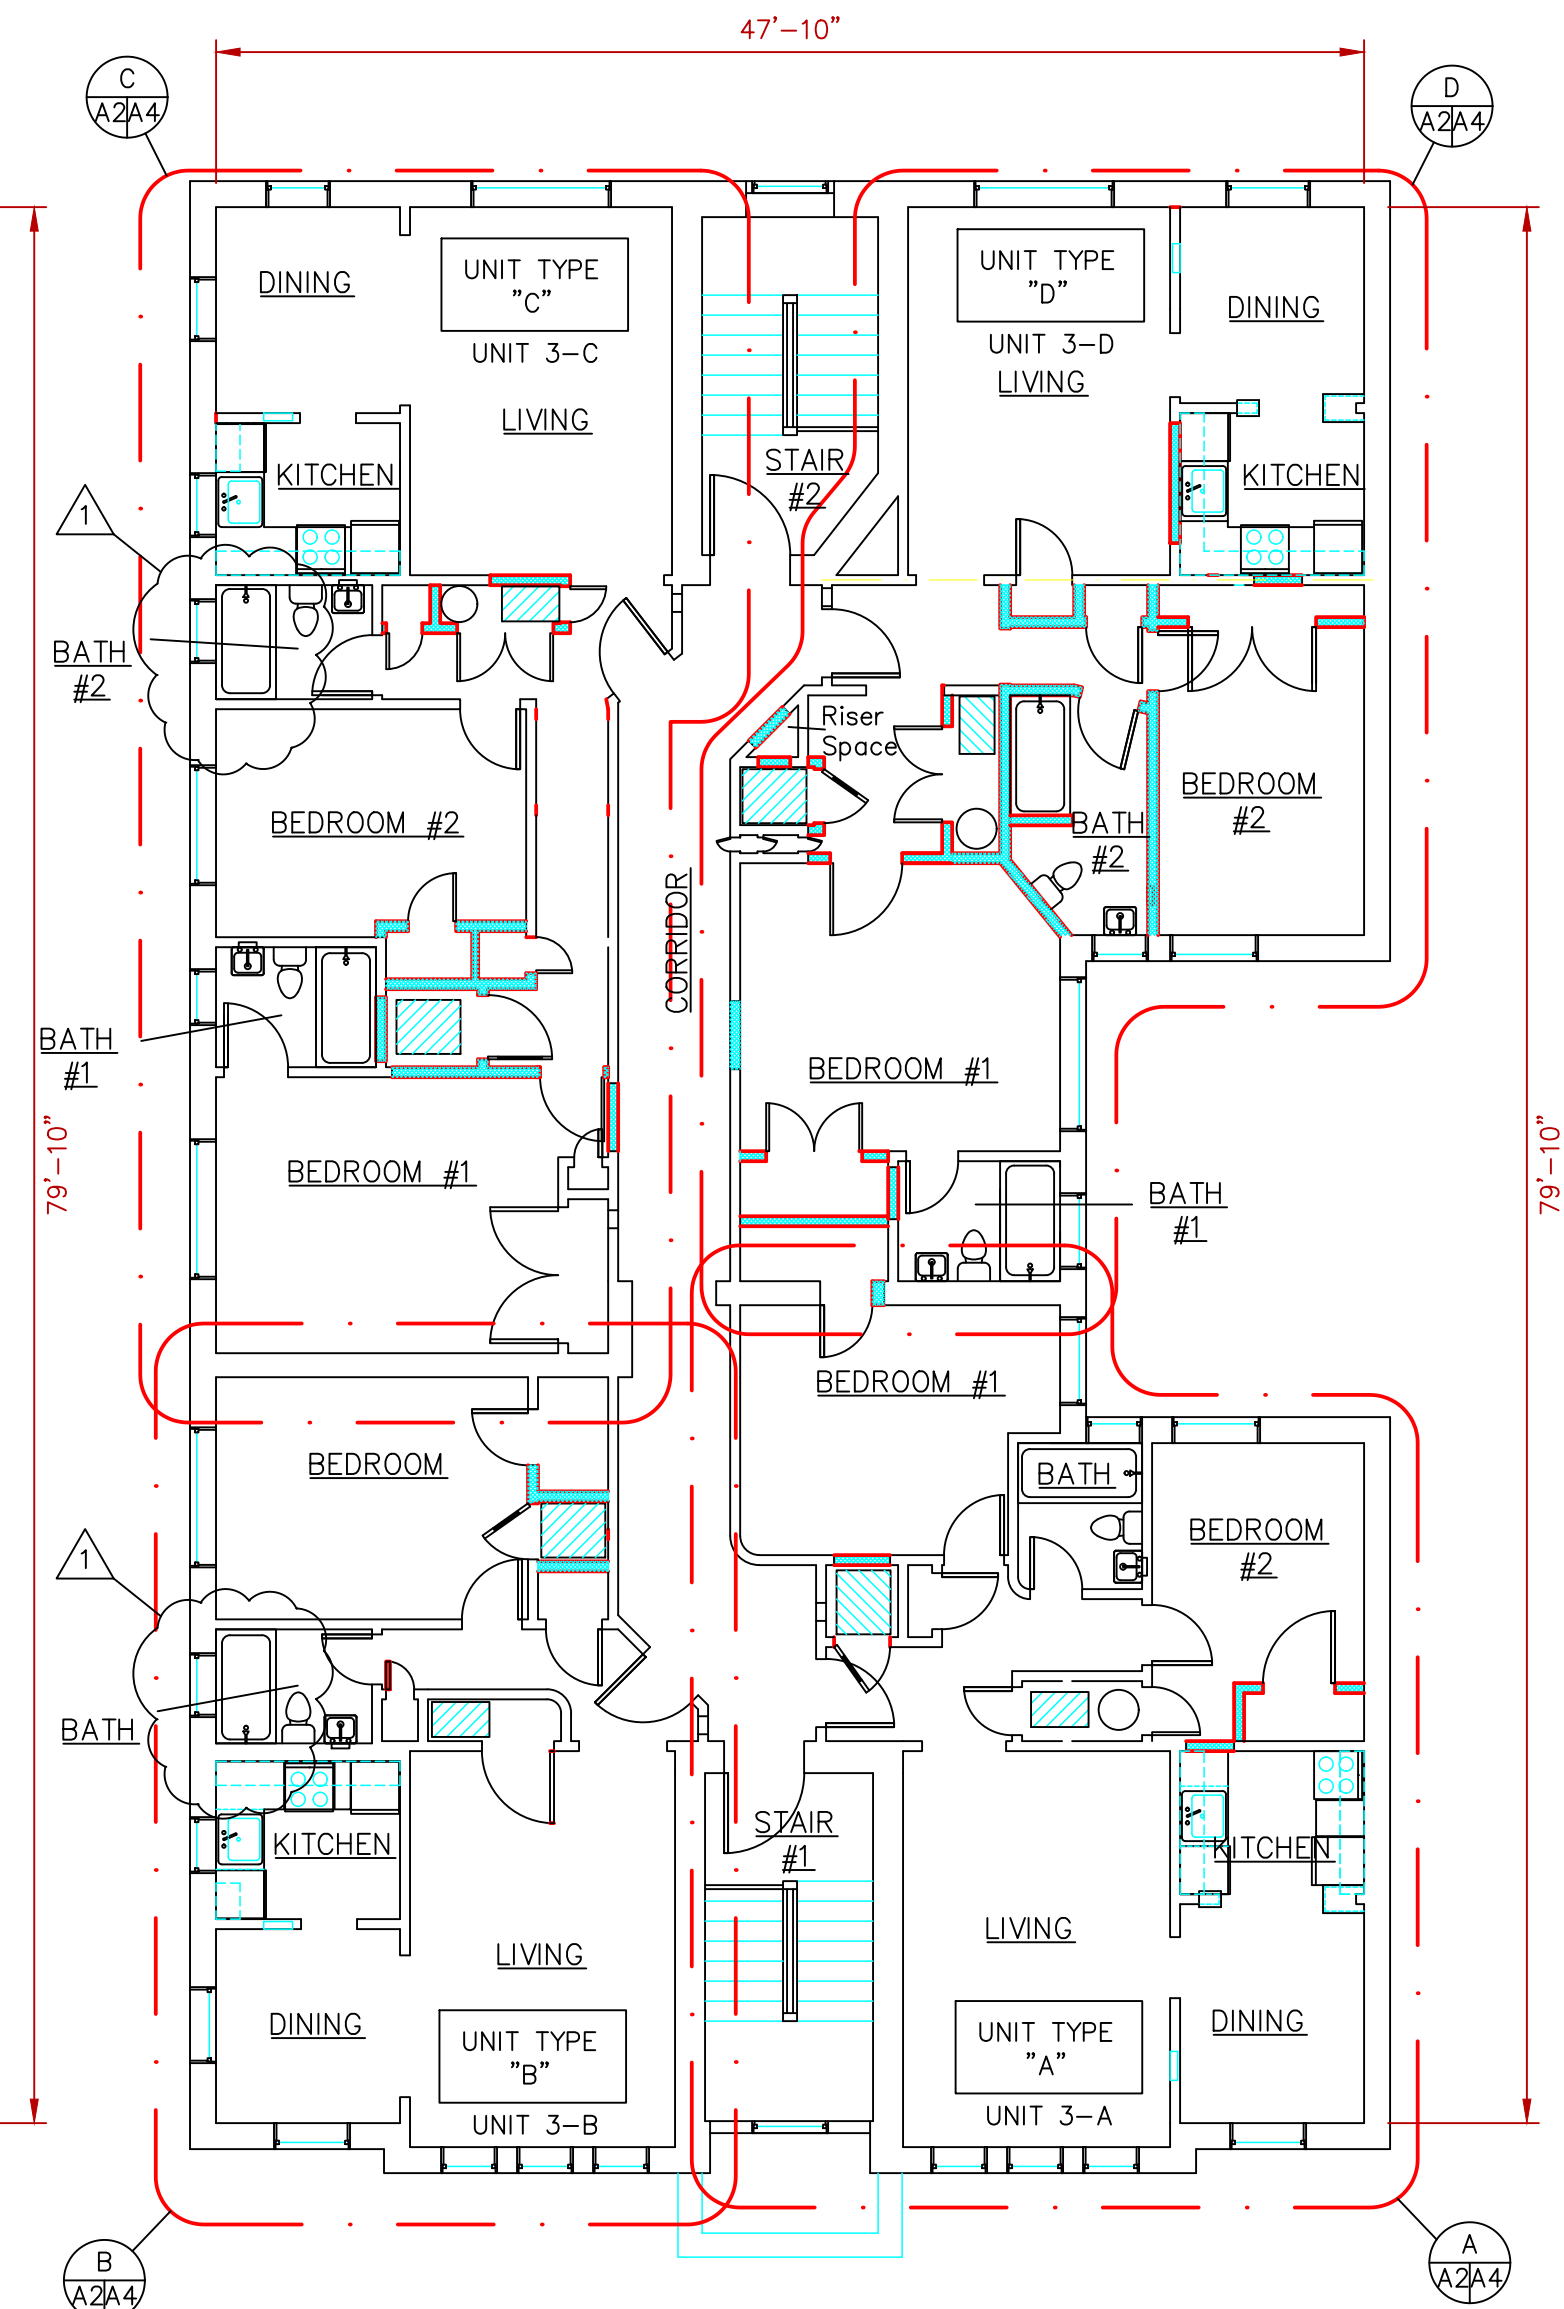 47'-10"
C
A2 A4
D
A2 A4
UNIT TYPE
"C"
UNIT 3-C
DINING
LIVING
KITCHEN
UNIT TYPE
"D"
UNIT 3-D
LIVING
DINING
KITCHEN
STAIR
#2
1
BATH
#2
Riser
Space
BEDROOM
#2
BATH
#2
BEDROOM #2
CORRIDOR
BATH
#1
BEDROOM #1
BEDROOM #1
79'-10"
79'-10"
BATH
#1
BEDROOM #1
BEDROOM
BATH
BEDROOM
#2
1
BATH
KITCHEN
STAIR
#1
KITCHEN
LIVING
LIVING
DINING
DINING
UNIT TYPE
"B"
UNIT 3-B
UNIT TYPE
"A"
UNIT 3-A
B
A2 A4
A
A2 A4